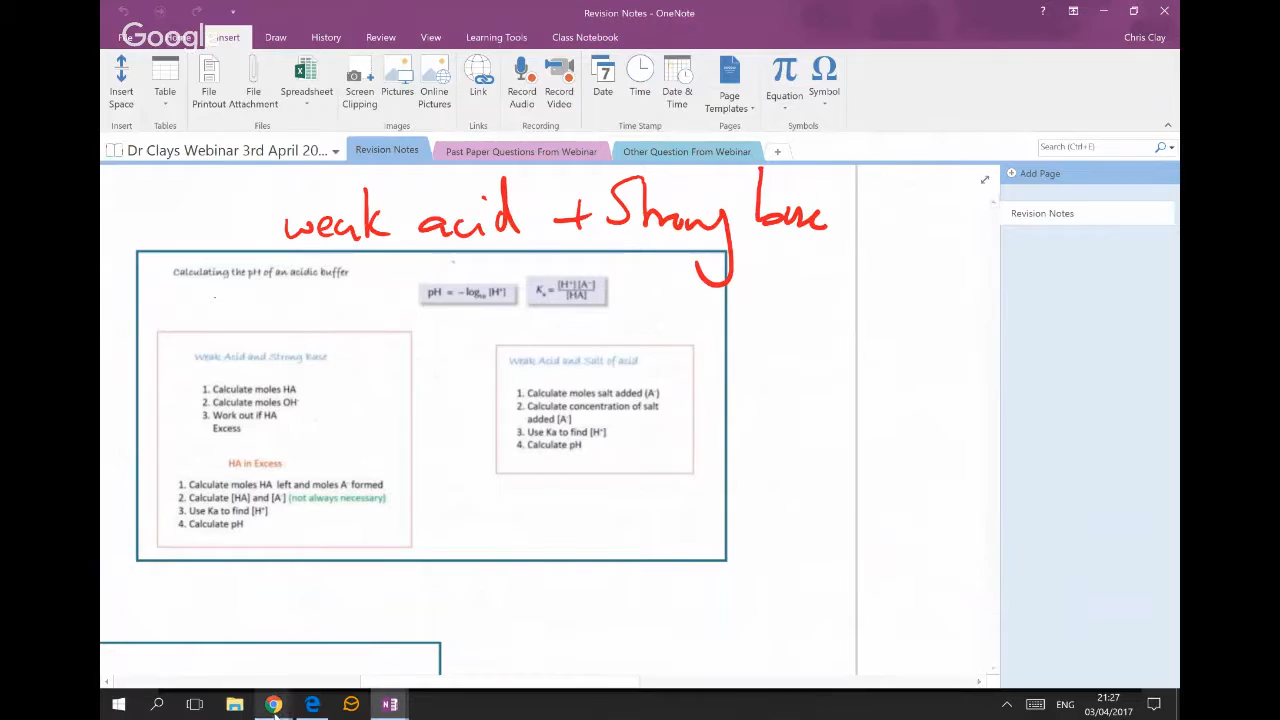 Revision Notes - OneNote
?
Chris Clay
Google
Insert
Draw
History
Review
View
Learning Tools
Class Notebook
Insert Space
Table
File Printout
File Attachment
Spreadsheet
Screen Clipping
Pictures
Online Pictures
Link
Record Audio
Record Video
Date
Time
Date & Time
Page Templates
Equation
Symbol
Insert
Tables
Files
Images
Links
Recording
Time Stamp
Pages
Symbols
Dr Clays Webinar 3rd April 20...
Revision Notes
Past Paper Questions From Webinar
Other Question From Webinar
Search (Ctrl+E)
Add Page
Revision Notes
weak acid + Strong base
Calculating the pH of an acidic buffer
pH = -log₁₀ [H⁺]
Kₐ = [H⁺][A⁻] / [HA]
Weak Acid and Strong Base
1. Calculate moles HA
2. Calculate moles OH⁻
3. Work out if HA
Excess
HA in Excess
1. Calculate moles HA left and moles A⁻ formed
2. Calculate [HA] and [A⁻] (not always necessary)
3. Use Ka to find [H⁺]
4. Calculate pH
Weak Acid and Salt of acid
1. Calculate moles salt added (A⁻)
2. Calculate concentration of salt
added [A⁻]
3. Use Ka to find [H⁺]
4. Calculate pH
ENG
21:27
03/04/2017